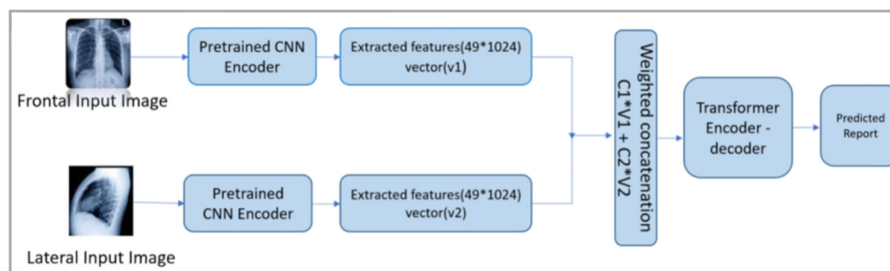 L
Frontal Input Image
Pretrained CNN
Encoder
Extracted features(49*1024)
vector(v1)
Lateral Input Image
Pretrained
CNN Encoder
Extracted features(49*1024)
vector(v2)
Weighted concatenation
C1*V1 + C2*V2
Transformer
Encoder -
decoder
Predicted
Report